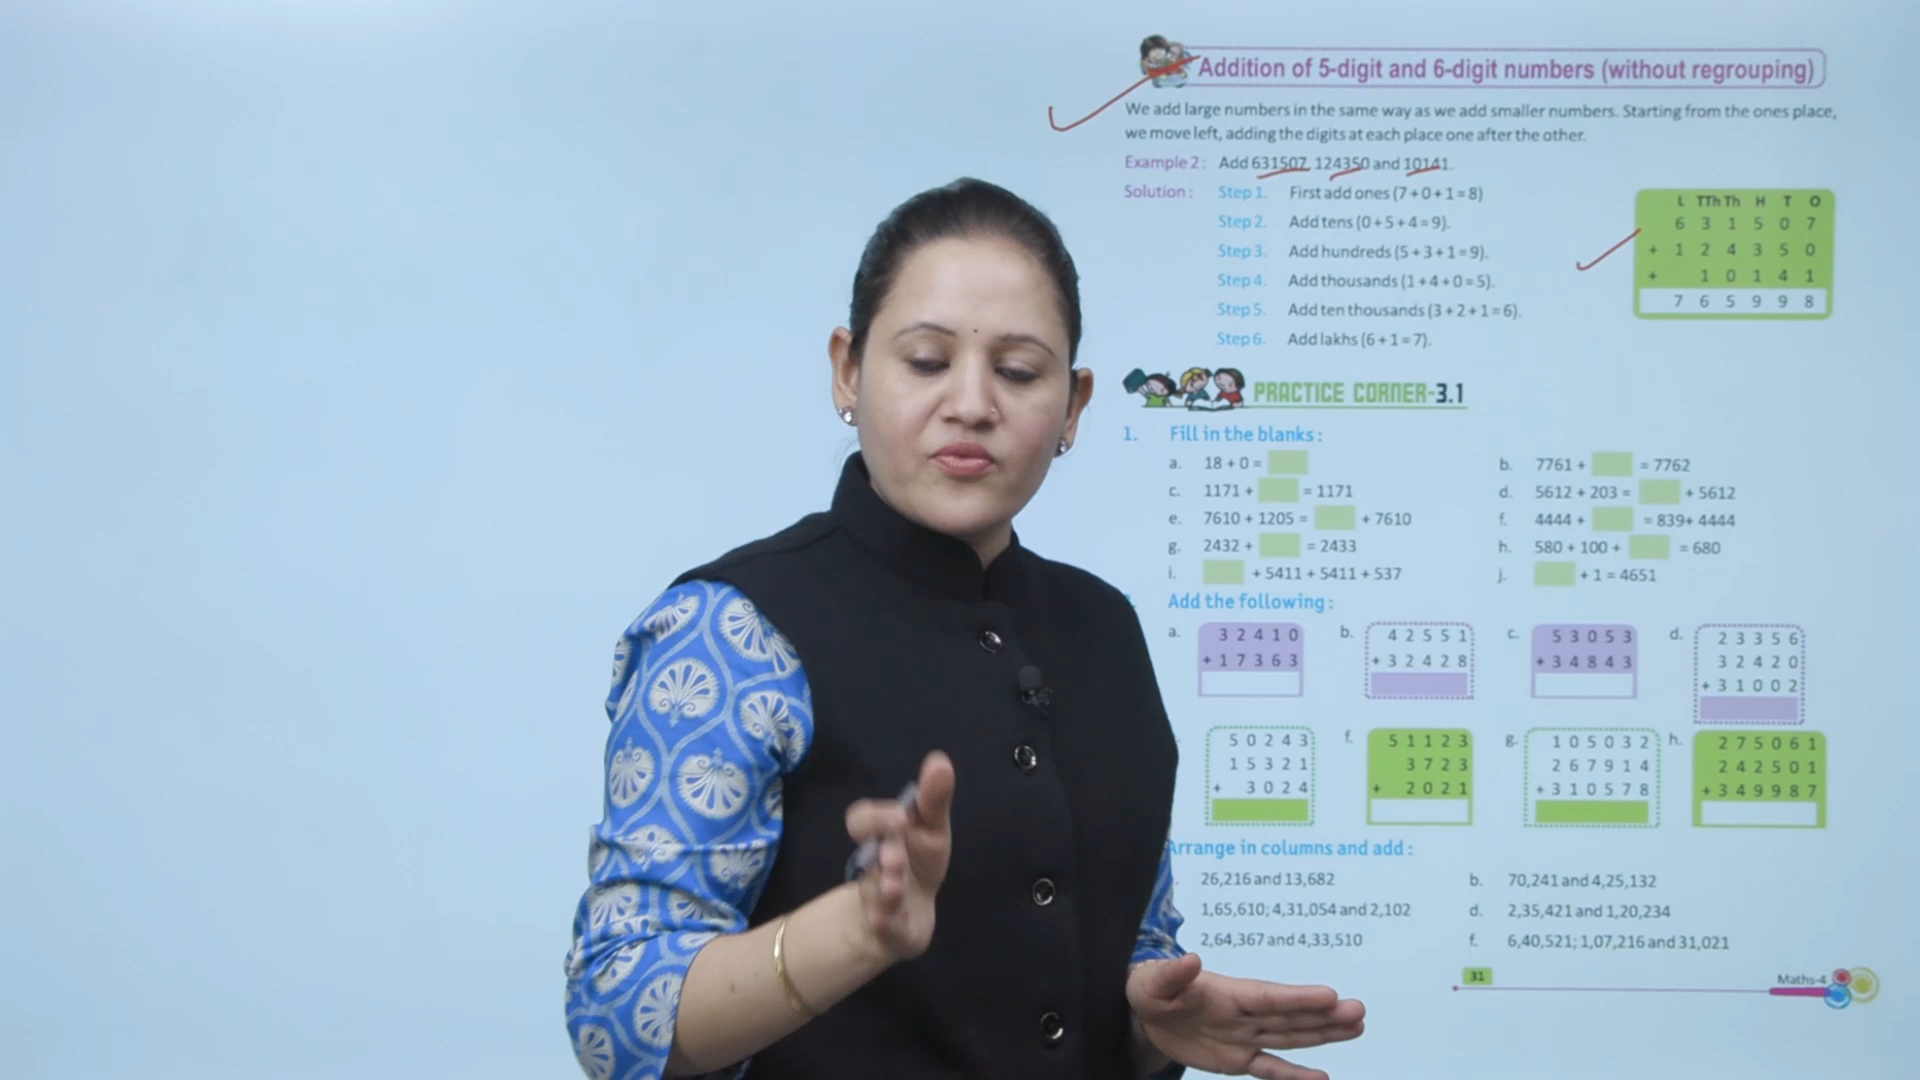 Addition of 5-digit and 6-digit numbers (without regrouping)
We add large numbers in the same way as we add smaller numbers. Starting from the ones place,
we move left, adding the digits at each place one after the other.
Example 2 : Add 631507, 124350 and 10141.
Solution : Step 1. First add ones (7 + 0 + 1 = 8)
Step 2. Add tens (0 + 5 + 4 = 9).
Step 3. Add hundreds (5 + 3 + 1 = 9).
Step 4. Add thousands (1 + 4 + 0 = 5).
Step 5. Add ten thousands (3 + 2 + 1 = 6).
Step 6. Add lakhs (6 + 1 = 7).
L TTh Th H T O
6 3 1 5 0 7
+ 1 2 4 3 5 0
+ 1 0 1 4 1
7 6 5 9 9 8
PRACTICE CORNER-3.1
1. Fill in the blanks :
a. 18 + 0 =
b. 7761 + = 7762
c. 1171 + = 1171
d. 5612 + 203 = + 5612
e. 7610 + 1205 = + 7610
f. 4444 + = 839+ 4444
g. 2432 + = 2433
h. 580 + 100 + = 680
i. + 5411 + 5411 + 537
j. + 1 = 4651
Add the following :
a. 3 2 4 1 0
+ 1 7 3 6 3
b. 4 2 5 5 1
+ 3 2 4 2 8
c. 5 3 0 5 3
+ 3 4 8 4 3
d. 2 3 3 5 6
3 2 4 2 0
+ 3 1 0 0 2
5 0 2 4 3
1 5 3 2 1
+ 3 0 2 4
f. 5 1 1 2 3
3 7 2 3
+ 2 0 2 1
g. 1 0 5 0 3 2
2 6 7 9 1 4
+ 3 1 0 5 7 8
h. 2 7 5 0 6 1
2 4 2 5 0 1
+ 3 4 9 9 8 7
Arrange in columns and add :
26,216 and 13,682
b. 70,241 and 4,25,132
1,65,610; 4,31,054 and 2,102
d. 2,35,421 and 1,20,234
2,64,367 and 4,33,510
f. 6,40,521; 1,07,216 and 31,021
31
Maths-4